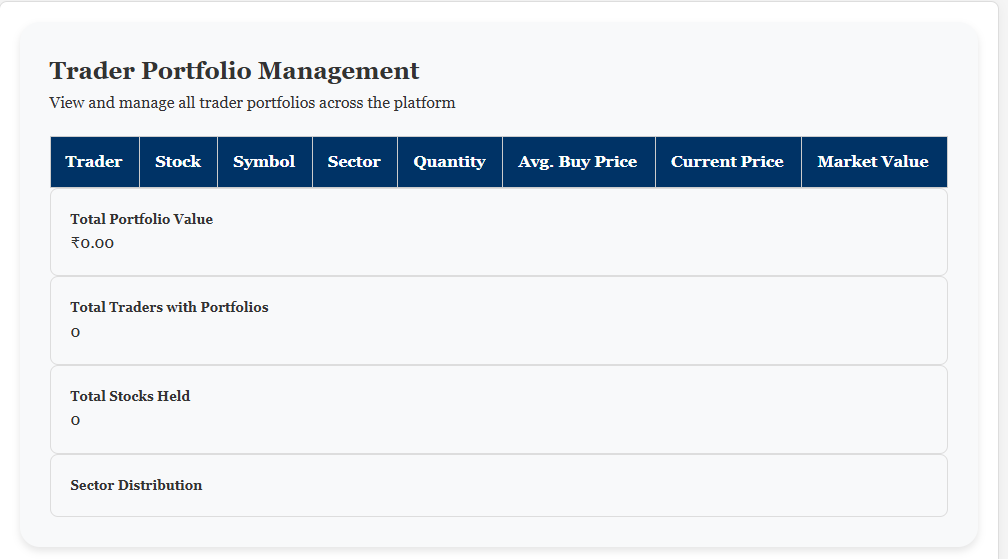 Trader Portfolio Management
View and manage all trader portfolios across the platform
Trader Stock Symbol Sector Quantity Avg. Buy Price Current Price Market Value
Total Portfolio Value
₹0.00
Total Traders with Portfolios
0
Total Stocks Held
0
Sector Distribution